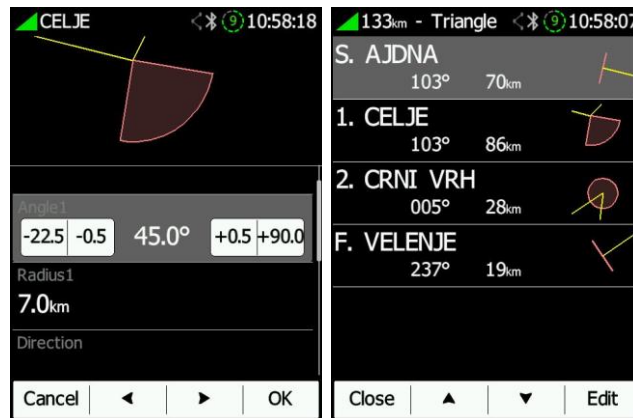 CELJE 9 10:58:18
Angle1
-22.5 -0.5 45.0° +0.5 +90.0
Radius1
7.0km
Direction
Cancel OK
133km - Triangle 9 10:58:07
S. AJDNA
103° 70km
1. CELJE
103° 86km
2. CRNI VRH
005° 28km
F. VELENJE
237° 19km
Close Edit